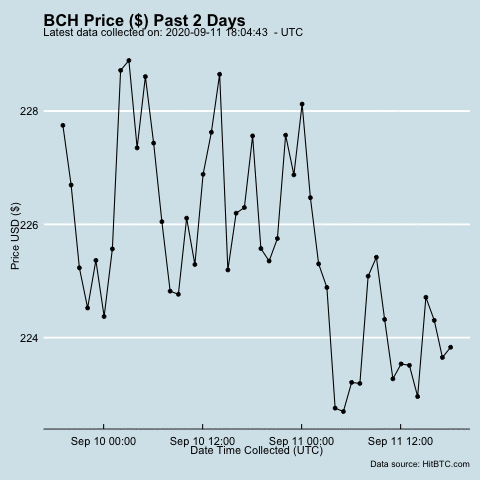 BCH Price ($) Past 2 Days
Latest data collected on: 2020-09-11 18:04:43 - UTC
228
226
224
Price USD ($)
Sep 10 00:00 Sep 10 12:00 Sep 11 00:00 Sep 11 12:00
Date Time Collected (UTC)
Data source: HitBTC.com